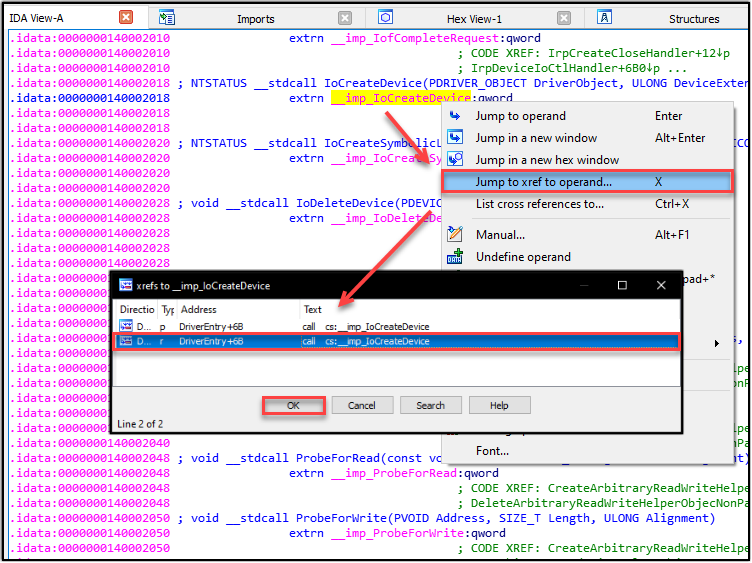 IDA View-A Imports Hex View-1 Structures
.idata:0000000140002010 extrn __imp_IofCompleteRequest:qword
.idata:0000000140002010 ; CODE XREF: IrpCreateCloseHandler+12↓p
.idata:0000000140002010 ; IrpDeviceIoCtlHandler+6B0↓p ...
.idata:0000000140002018 ; NTSTATUS __stdcall IoCreateDevice(PDRIVER_OBJECT DriverObject, ULONG DeviceExten
.idata:0000000140002018 extrn __imp_IoCreateDevice:qword
.idata:0000000140002018
.idata:0000000140002018
.idata:0000000140002020 ; NTSTATUS __stdcall IoCreateSymbolicL
.idata:0000000140002020 extrn __imp_IoCreateSy
.idata:0000000140002020
.idata:0000000140002028 ; void __stdcall IoDeleteDevice(PDEVIC
.idata:0000000140002028 extrn __imp_IoDeleteDe
.idata:0000000140002028
.idata:0000000140002028
Jump to operand Enter
Jump in a new window Alt+Enter
Jump in a new hex window
Jump to xref to operand... X
List cross references to... Ctrl+X
Manual... Alt+F1
Undefine operand
Font...
xrefs to __imp_IoCreateDevice
Directio Typ Address Text
D... p DriverEntry+6B call cs:__imp_IoCreateDevice
D... r DriverEntry+6B call cs:__imp_IoCreateDevice
OK Cancel Search Help
Line 2 of 2
.idata:0000000140002040
.idata:0000000140002048 ; void __stdcall ProbeForRead(const vo
.idata:0000000140002048 extrn __imp_ProbeForRead:qword
.idata:0000000140002048 ; CODE XREF: CreateArbitraryReadWriteHelpe
.idata:0000000140002048 ; DeleteArbitraryReadWriteHelperObjecNonPa
.idata:0000000140002050 ; void __stdcall ProbeForWrite(PVOID Address, SIZE_T Length, ULONG Alignment)
.idata:0000000140002050 extrn __imp_ProbeForWrite:qword
.idata:0000000140002050 ; CODE XREF: CreateArbitraryReadWriteHelpe